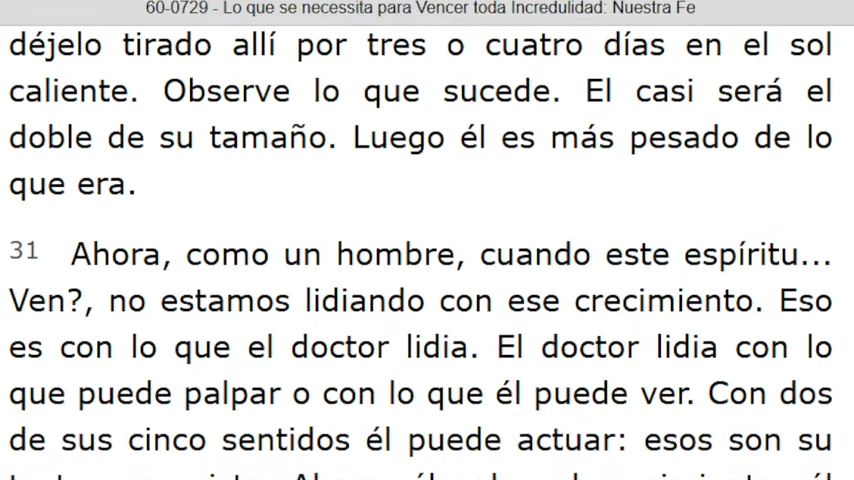 60-0729 - Lo que se necessita para Vencer toda Incredulidad: Nuestra Fe
déjelo tirado allí por tres o cuatro días en el sol
caliente. Observe lo que sucede. El casi será el
doble de su tamaño. Luego él es más pesado de lo
que era.
31 Ahora, como un hombre, cuando este espíritu...
Ven?, no estamos lidiando con ese crecimiento. Eso
es con lo que el doctor lidia. El doctor lidia con lo
que puede palpar o con lo que él puede ver. Con dos
de sus cinco sentidos él puede actuar: esos son su